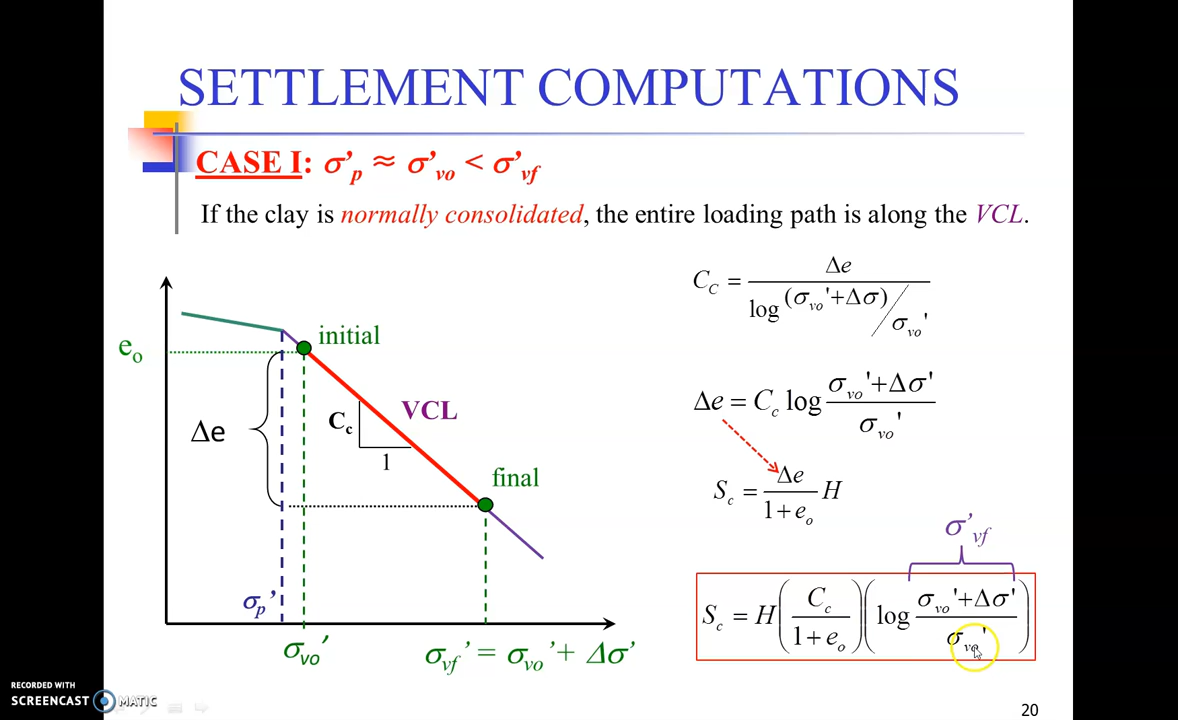 SETTLEMENT COMPUTATIONS
CASE I: σ'p ≈ σ'vo < σ'vf
If the clay is normally consolidated, the entire loading path is along the VCL.
eo
initial
Δe
Cc
1
VCL
final
σp'
σvo'
σvf' = σvo' + Δσ'
CC = Δe / log (σvo'+Δσ) / σvo'
Δe = Cc log σvo'+Δσ' / σvo'
Sc = Δe / 1+eo H
σ'vf
Sc = H (Cc / 1+eo) (log σvo'+Δσ' / σvo')
RECORDED WITH
SCREENCAST MATIC
20